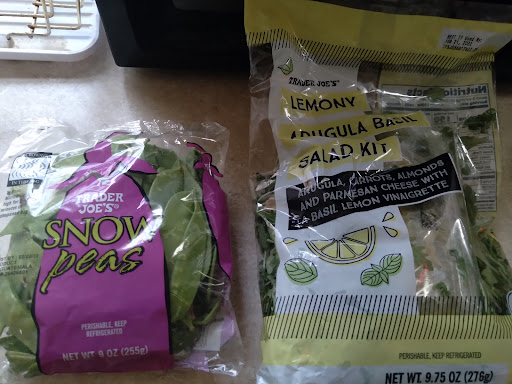 TRADER JOE'S
LEMONY
ARUGULA BASIL
SALAD KIT
ARUGULA, CARROTS, ALMONDS
AND PARMESAN CHEESE WITH
A BASIL LEMON VINAIGRETTE
Nutrition Facts
PERISHABLE, KEEP
REFRIGERATED
NET WT. 9.75 OZ (276g)
TRADER
JOE'S
SNOW
peas
PERISHABLE, KEEP
REFRIGERATED
NET WT 9 OZ (255g)